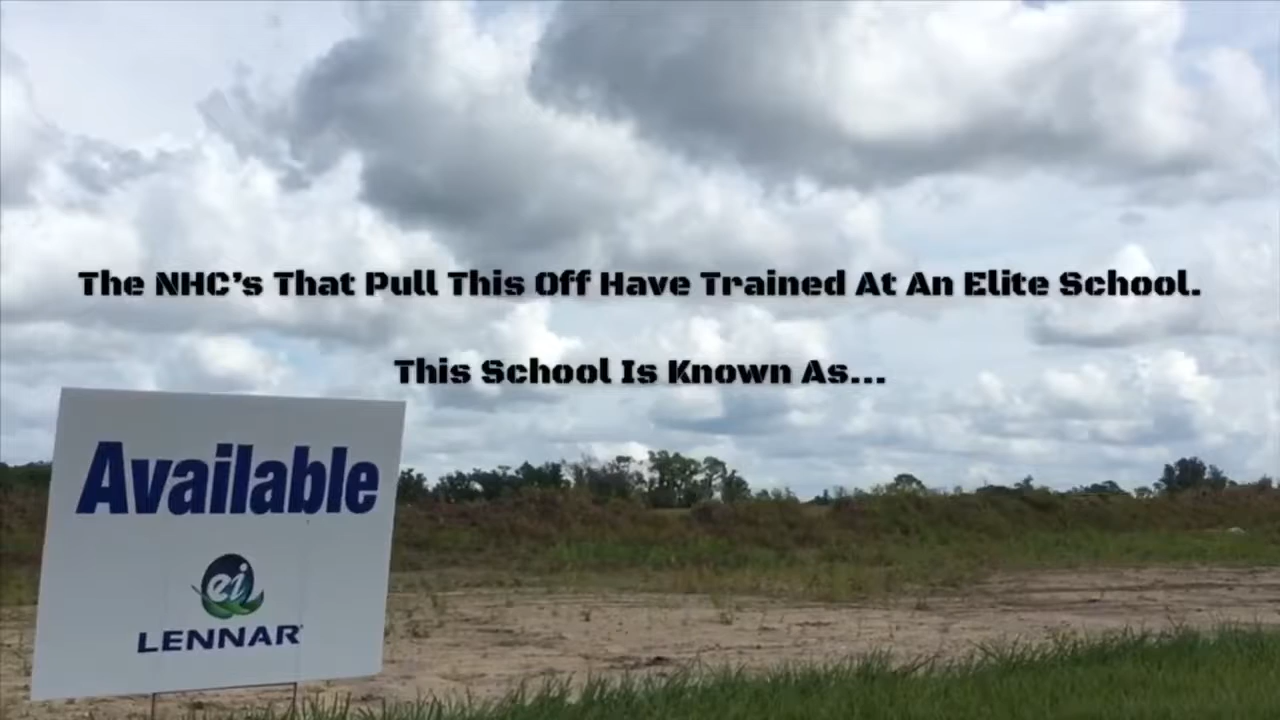 The NHC's That Pull This Off Have Trained At An Elite School.
This School Is Known As...
Available
ei
LENNAR